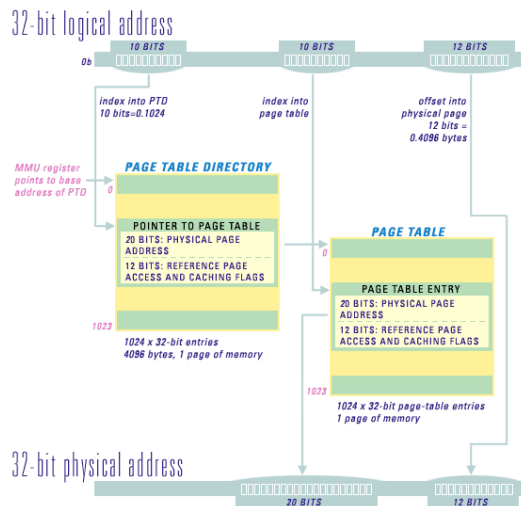 32-bit logical address
10 BITS
10 BITS
12 BITS
0b
index into PTD
10 bits=0.1024
index into
page table
offset into
physical page
12 bits =
0.4096 bytes
MMU register
points to base
address of PTD
PAGE TABLE DIRECTORY
0
POINTER TO PAGE TABLE
20 BITS: PHYSICAL PAGE
ADDRESS
12 BITS: REFERENCE PAGE
ACCESS AND CACHING FLAGS
1023
1024 x 32-bit entries
4096 bytes, 1 page of memory
PAGE TABLE
0
PAGE TABLE ENTRY
20 BITS: PHYSICAL PAGE
ADDRESS
12 BITS: REFERENCE PAGE
ACCESS AND CACHING FLAGS
1023
1024 x 32-bit page-table entries
1 page of memory
32-bit physical address
20 BITS
12 BITS